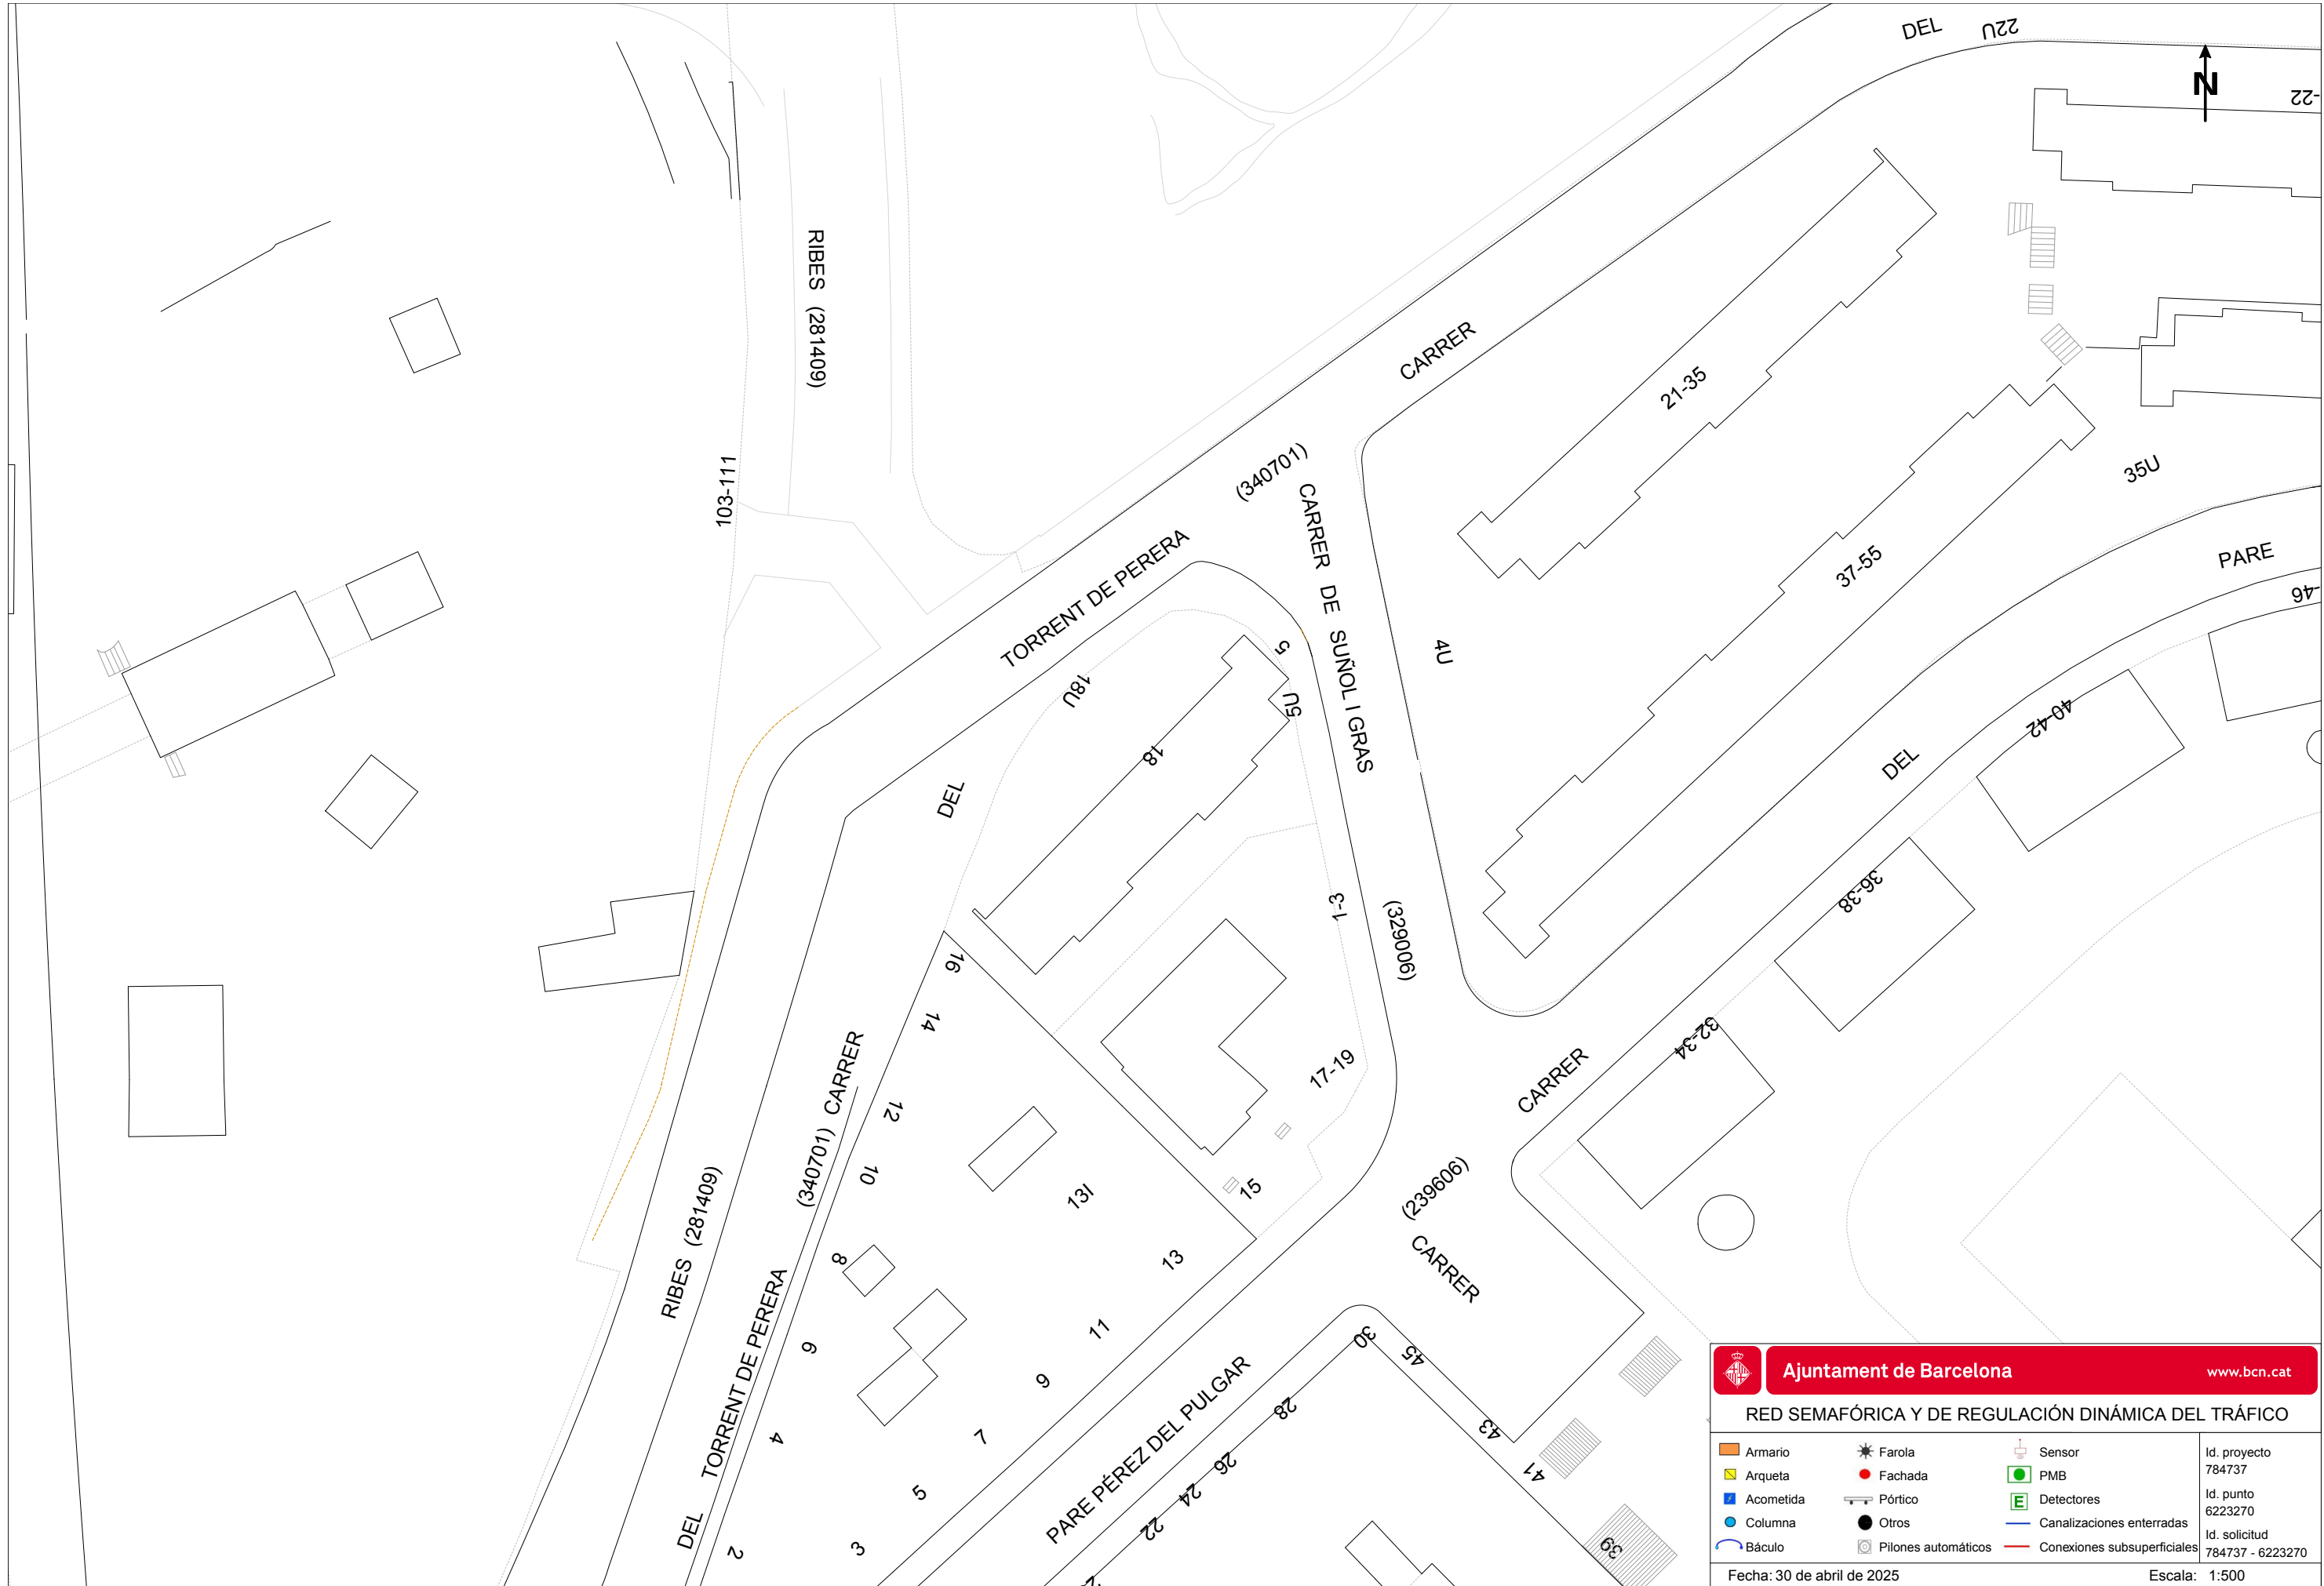 DEL
22U
N
22-
RIBES (281409)
CARRER
21-35
103-111
(340701)
35U
CARRER DE SUÑOL I GRAS
TORRENT DE PERERA
37-55
PARE
-46
5
4U
18U
5U
18
40-42
DEL
DEL
1-3
36-38
(329006)
16
14
32-34
17-19
CARRER
(340701) CARRER
12
10
13I
15
(239606)
RIBES (281409)
8
13
CARRER
6
11
30
45
TORRENT DE PERERA
9
28
43
4
7
PARE PÉREZ DEL PULGAR
26
41
5
24
DEL
22
2
3
39
Ajuntament de Barcelona
www.bcn.cat
RED SEMAFÓRICA Y DE REGULACIÓN DINÁMICA DEL TRÁFICO
Armario
Arqueta
Acometida
Columna
Báculo
Farola
Fachada
Pórtico
Otros
Pilones automáticos
Sensor
PMB
E Detectores
Canalizaciones enterradas
Conexiones subsuperficiales
Id. proyecto
784737
Id. punto
6223270
Id. solicitud
784737 - 6223270
Fecha: 30 de abril de 2025
Escala: 1:500